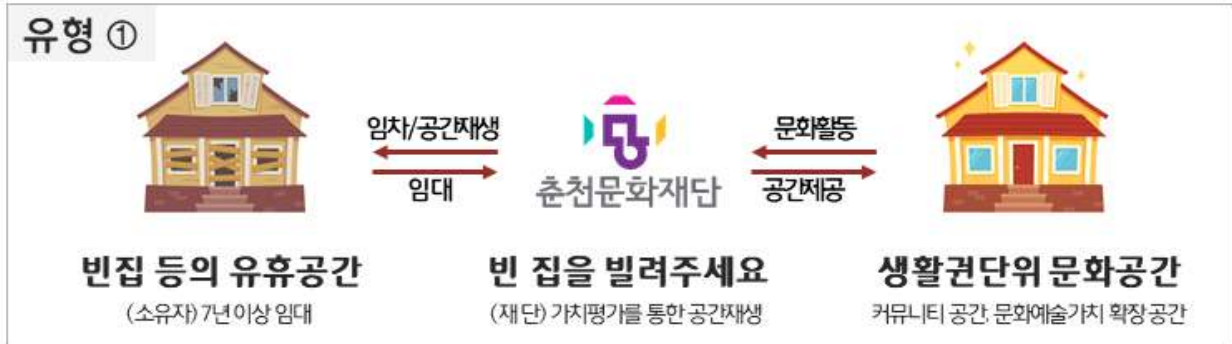 유형 ①
임차/공간재생
임대
춘천문화재단
문화활동
공간제공
빈집 등의 유휴공간
(소유자) 7년 이상 임대
빈 집을 빌려주세요
(재단) 가치평가를 통한 공간재생
생활권단위 문화공간
커뮤니티 공간, 문화예술가치 확장 공간